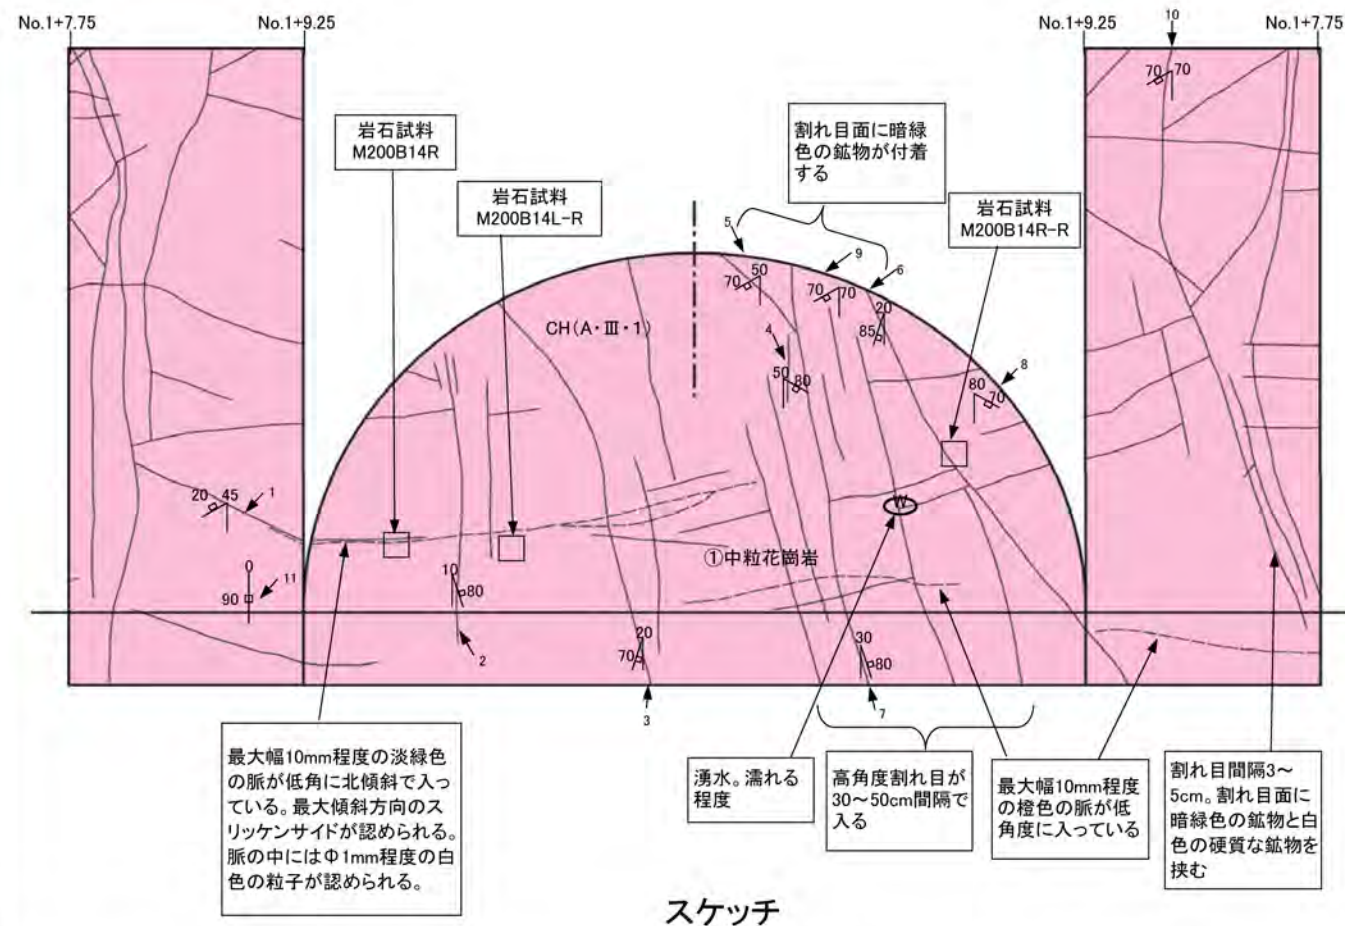 No.1+7.75
No.1+9.25
No.1+9.25
10
No.1+7.75
70 70
岩石試料
M200B14R
岩石試料
M200B14L-R
割れ目面に暗緑
色の鉱物が付着
する
岩石試料
M200B14R-R
5
9
6
50
70
70 70
20
85
CH(A・Ⅲ・1)
4
50
80
8
80
70
20 45
1
W
①中粒花崗岩
0
11
90
10
80
2
20
70
3
30
80
7
最大幅10mm程度の淡緑色
の脈が低角に北傾斜で入っ
ている。最大傾斜方向のス
リッケンサイドが認められる。
脈の中にはΦ1mm程度の白
色の粒子が認められる。
湧水。濡れる
程度
高角度割れ目が
30~50cm間隔で
入る
最大幅10mm程度
の橙色の脈が低
角度に入っている
割れ目間隔3~
5cm。割れ目面に
暗緑色の鉱物と白
色の硬質な鉱物を
挟む
スケッチ